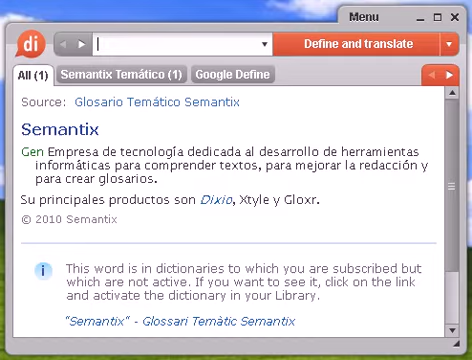 Menu
di
Define and translate
All (1)
Semantix Temático (1)
Google Define
Source: Glosario Temático Semantix
Semantix
Gen Empresa de tecnología dedicada al desarrollo de herramientas
informáticas para comprender textos, para mejorar la redacción y
para crear glosarios.
Su principales productos son Dixio, Xtyle y Gloxr.
© 2010 Semantix
i
This word is in dictionaries to which you are subscribed but
which are not active. If you want to see it, click on the link
and activate the dictionary in your Library.
"Semantix" - Glossari Temàtic Semantix